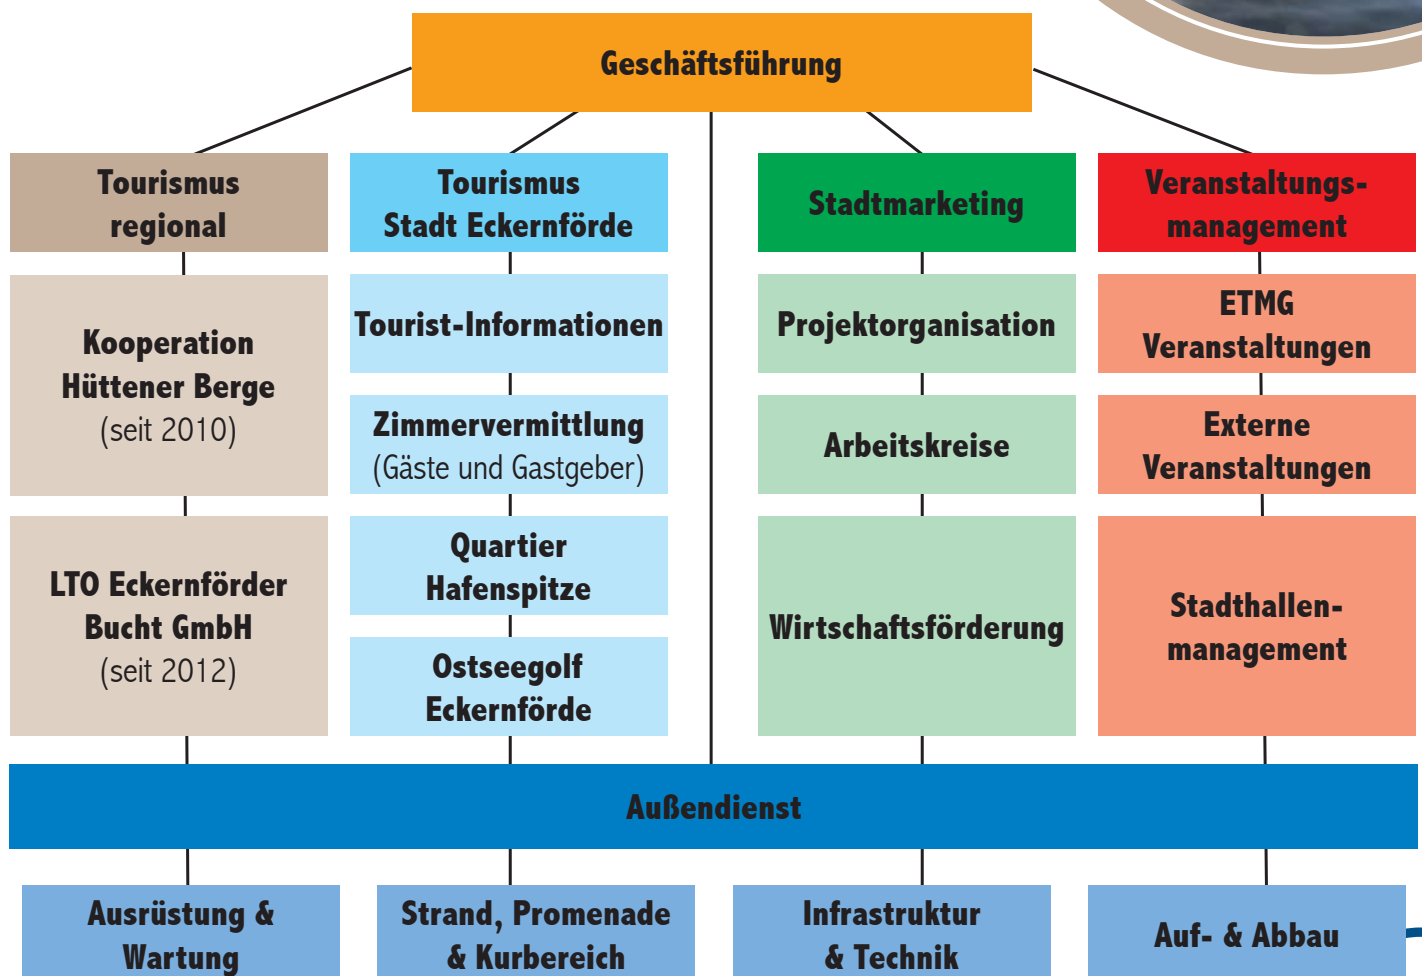 Geschäftsführung
Tourismus
regional
Kooperation
Hüttener Berge
(seit 2010)
LTO Eckernförder
Bucht GmbH
(seit 2012)
Tourismus
Stadt Eckernförde
Tourist-Informationen
Zimmervermittlung
(Gäste und Gastgeber)
Quartier
Hafenspitze
Ostseegolf
Eckernförde
Stadtmarketing
Projektorganisation
Arbeitskreise
Wirtschaftsförderung
Veranstaltungs-
management
ETMG
Veranstaltungen
Externe
Veranstaltungen
Stadthallen-
management
Außendienst
Ausrüstung &
Wartung
Strand, Promenade
& Kurbereich
Infrastruktur
& Technik
Auf- & Abbau